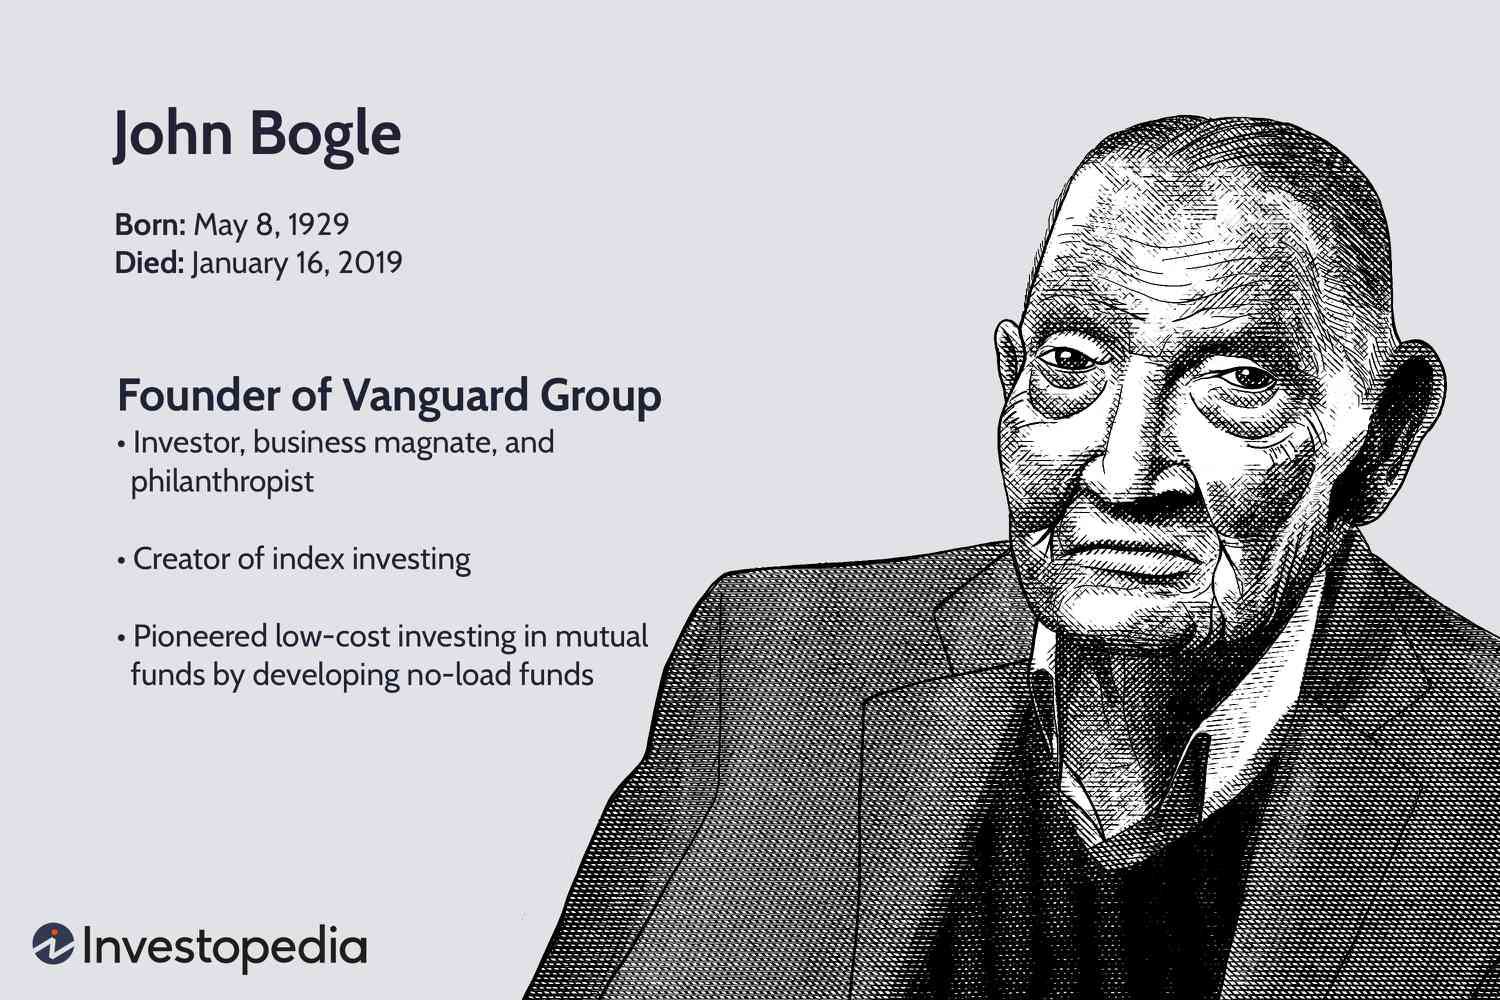 John Bogle
Born: May 8, 1929
Died: January 16, 2019
Founder of Vanguard Group
• Investor, business magnate, and
philanthropist
• Creator of index investing
• Pioneered low-cost investing in mutual
funds by developing no-load funds
Investopedia